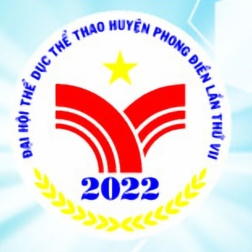 ĐẠI HỘI THỂ DỤC THỂ THAO HUYỆN PHONG ĐIỀN LẦN THỨ VII
2022